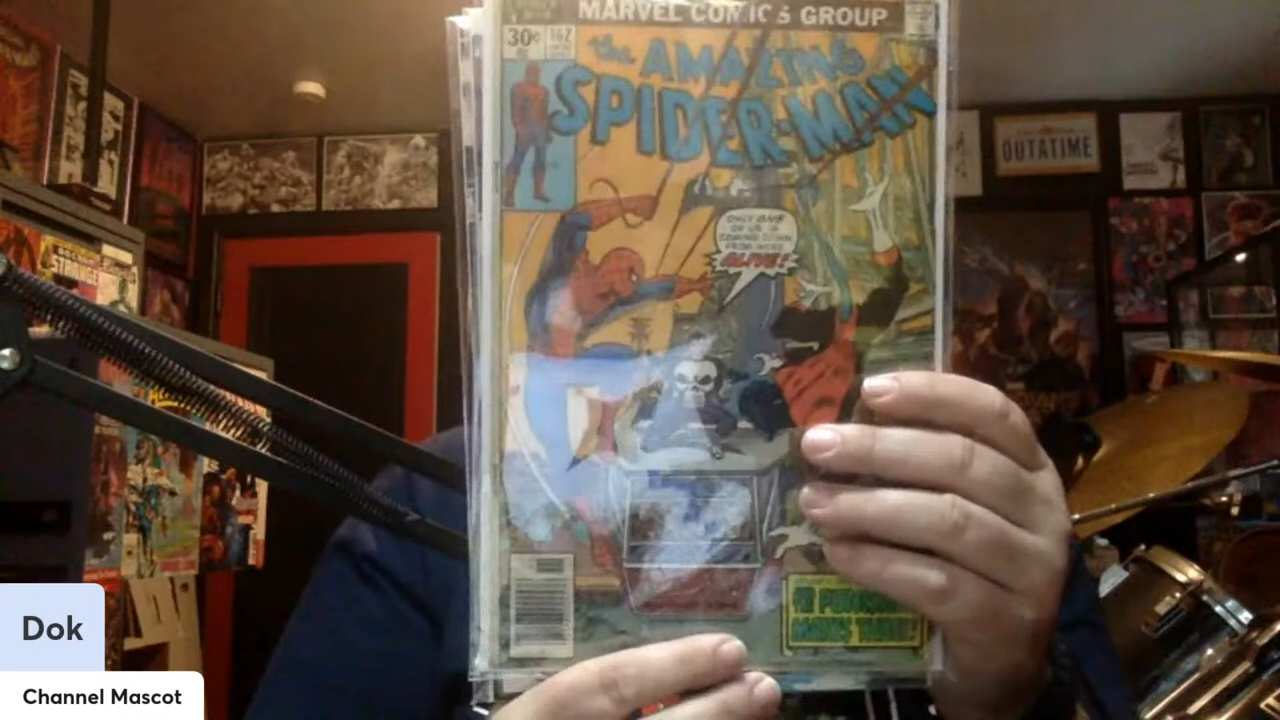 MARVEL COMICS GROUP
30¢
162
the AMAZING
SPIDER-MAN
ONLY ONE
OF US IS
COMING DOWN
FROM HERE
ALIVE!
OUTATIME
STRANGE
Dok
Channel Mascot